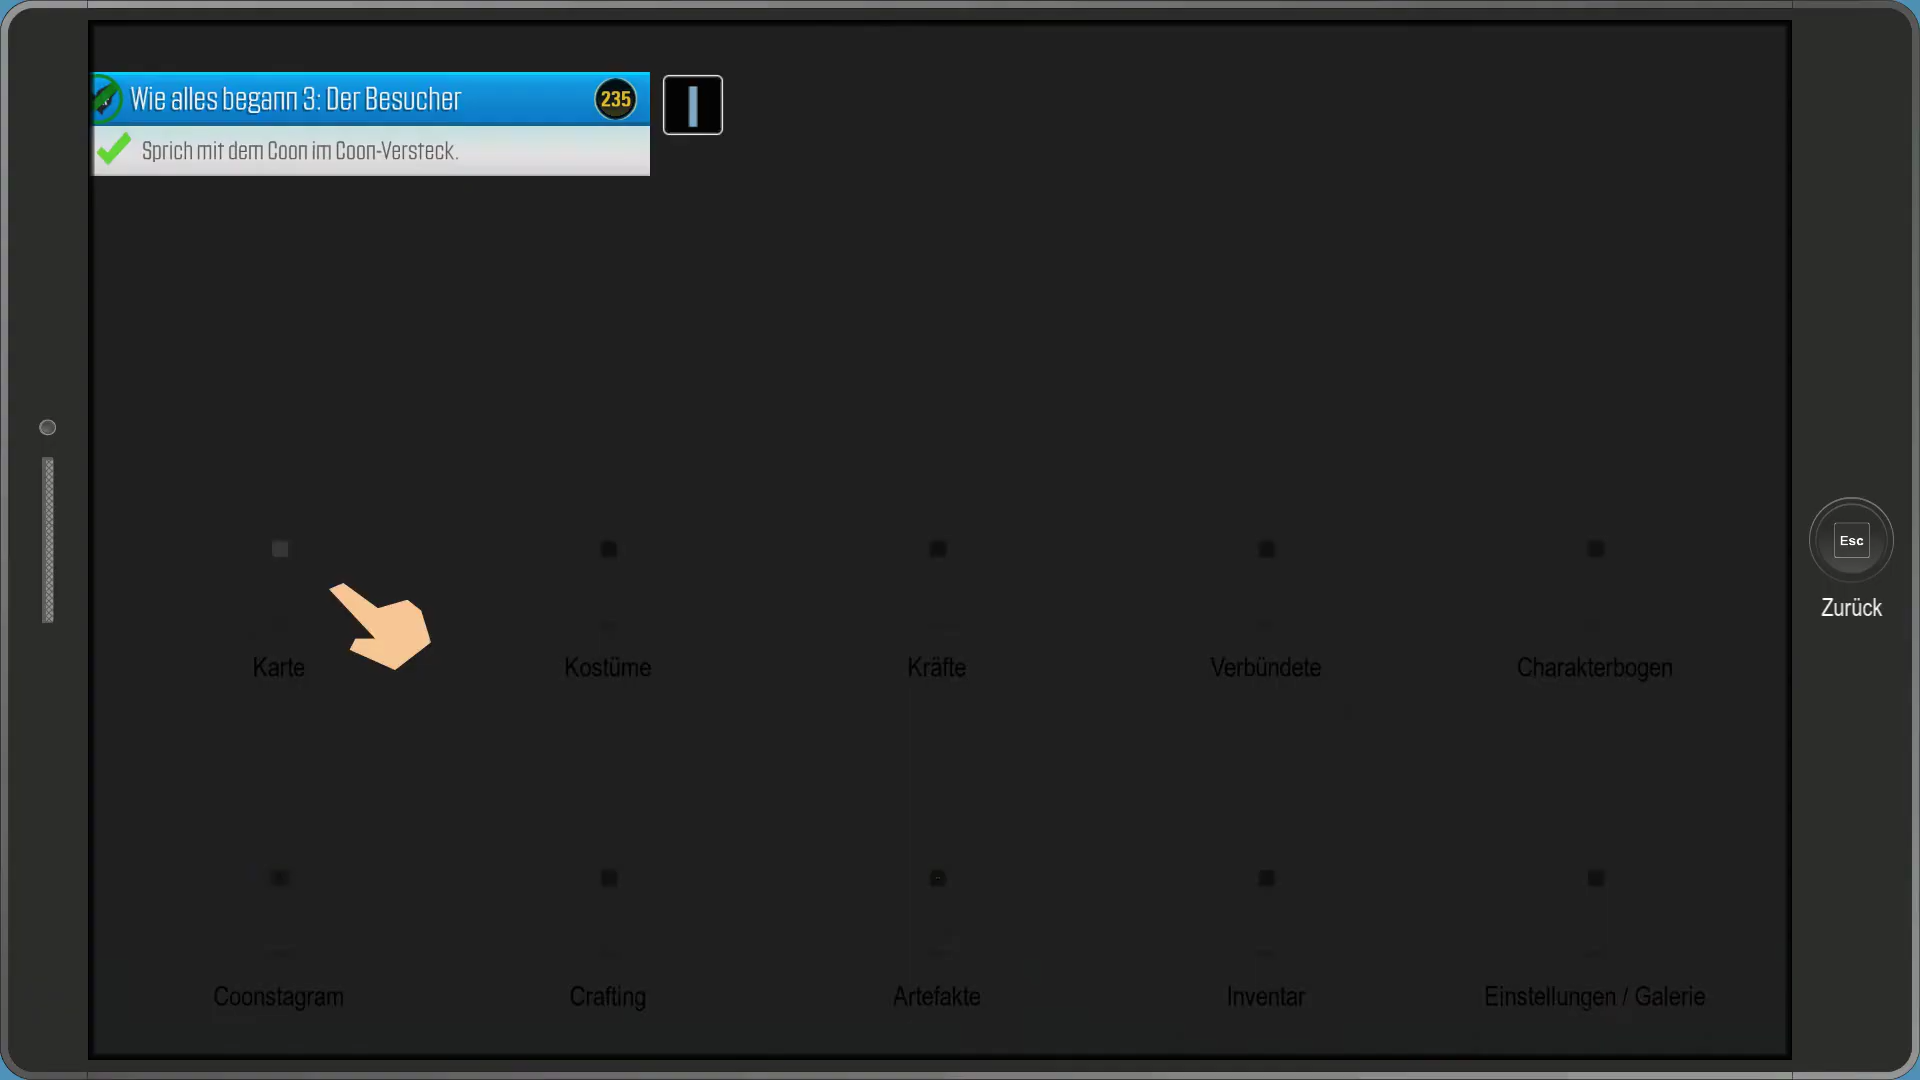 Wie alles begann 3: Der Besucher
235
Sprich mit dem Coon im Coon-Versteck.
Esc
Zurück
Karte
Kostüme
Kräfte
Verbündete
Charakterbogen
Coonstagram
Crafting
Artefakte
Inventar
Einstellungen / Galerie